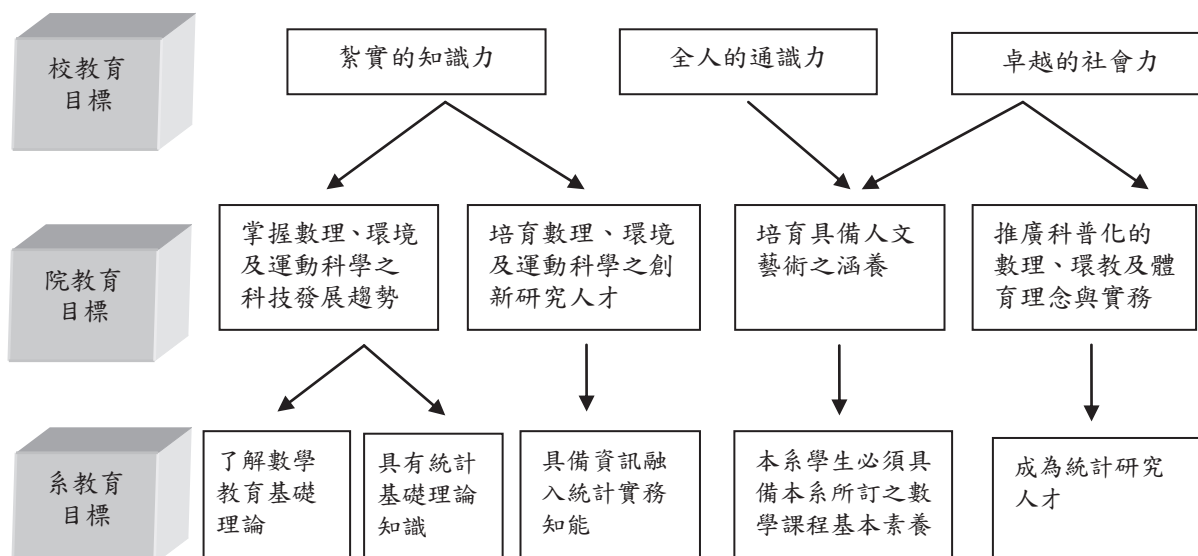 校教育
目標
紮實的知識力
全人的通識力
卓越的社會力
院教育
目標
掌握數理、環境
及運動科學之
科技發展趨勢
培育數理、環境
及運動科學之創
新研究人才
培育具備人文
藝術之涵養
推廣科普化的
數理、環教及體
育理念與實務
系教育
目標
了解數學
教育基礎
理論
具有統計
基礎理論
知識
具備資訊融
入統計實務
知能
本系學生必須具
備本系所訂之數
學課程基本素養
成為統計研究
人才